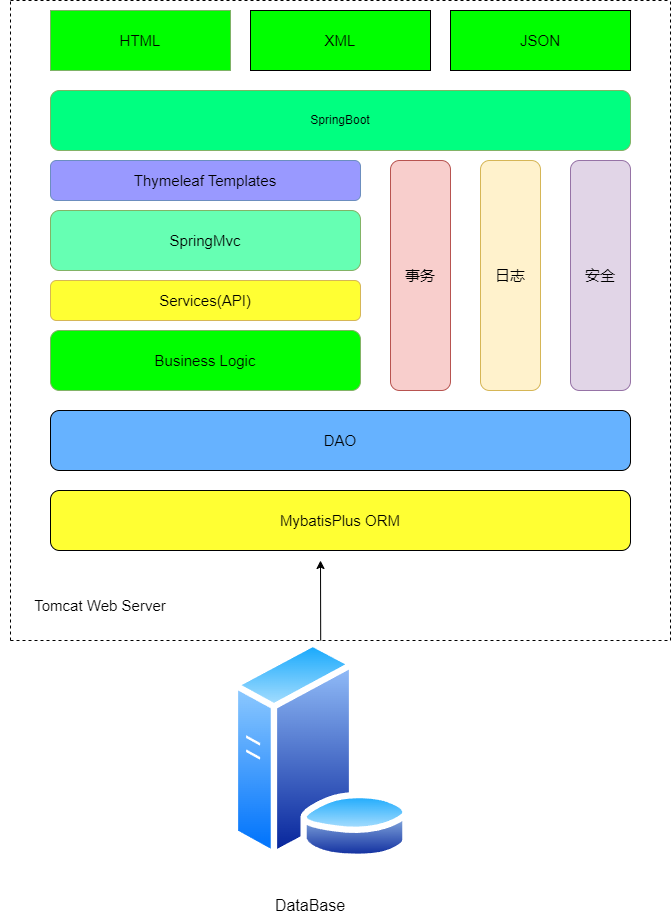 HTML
XML
JSON
SpringBoot
Thymeleaf Templates
SpringMvc
Services(API)
Business Logic
事务
日志
安全
DAO
MybatisPlus ORM
Tomcat Web Server
DataBase